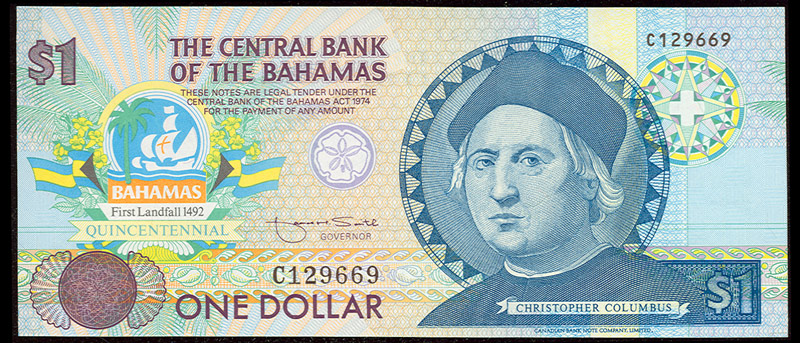 $1
THE CENTRAL BANK
OF THE BAHAMAS
THESE NOTES ARE LEGAL TENDER UNDER THE
CENTRAL BANK OF THE BAHAMAS ACT 1974
FOR THE PAYMENT OF ANY AMOUNT
C129669
BAHAMAS
First Landfall 1492
QUINCENTENNIAL
GOVERNOR
C129669
ONE DOLLAR
CHRISTOPHER COLUMBUS
$1
CANADIAN BANK NOTE COMPANY, LIMITED.